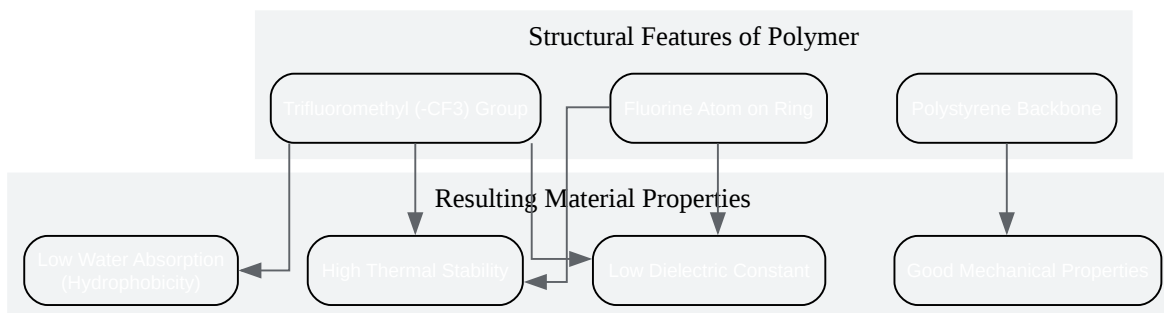 Structural Features of Polymer
Trifluoromethyl (-CF3) Group
Fluorine Atom on Ring
Polystyrene Backbone
Resulting Material Properties
Low Water Absorption
(Hydrophobicity)
High Thermal Stability
Low Dielectric Constant
Good Mechanical Properties